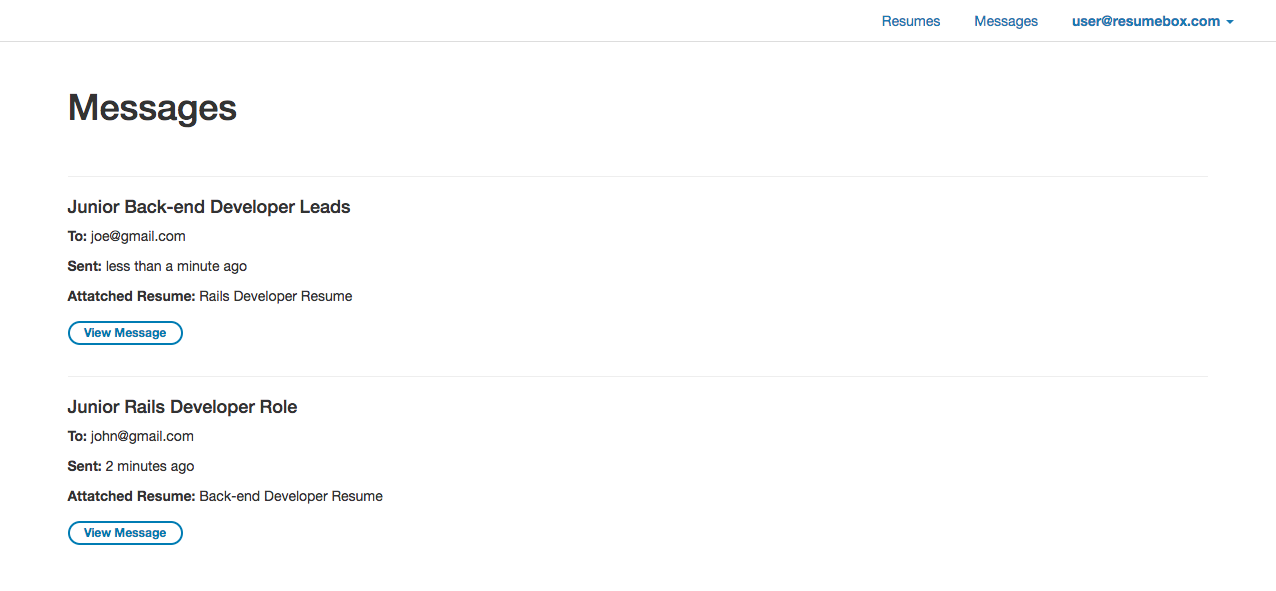 Resumes Messages user@resumebox.com
Messages
Junior Back-end Developer Leads
To: joe@gmail.com
Sent: less than a minute ago
Attatched Resume: Rails Developer Resume
View Message
Junior Rails Developer Role
To: john@gmail.com
Sent: 2 minutes ago
Attatched Resume: Back-end Developer Resume
View Message